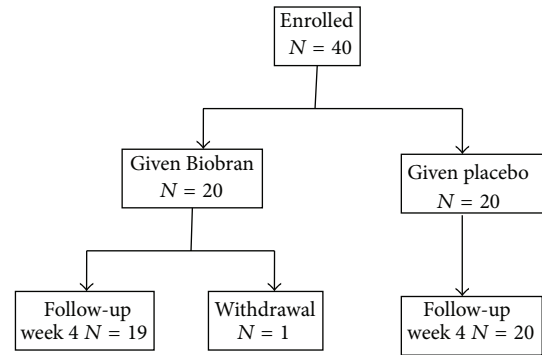 Enrolled
N = 40
Given Biobran
N = 20
Given placebo
N = 20
Follow-up
week 4 N = 19
Withdrawal
N = 1
Follow-up
week 4 N = 20